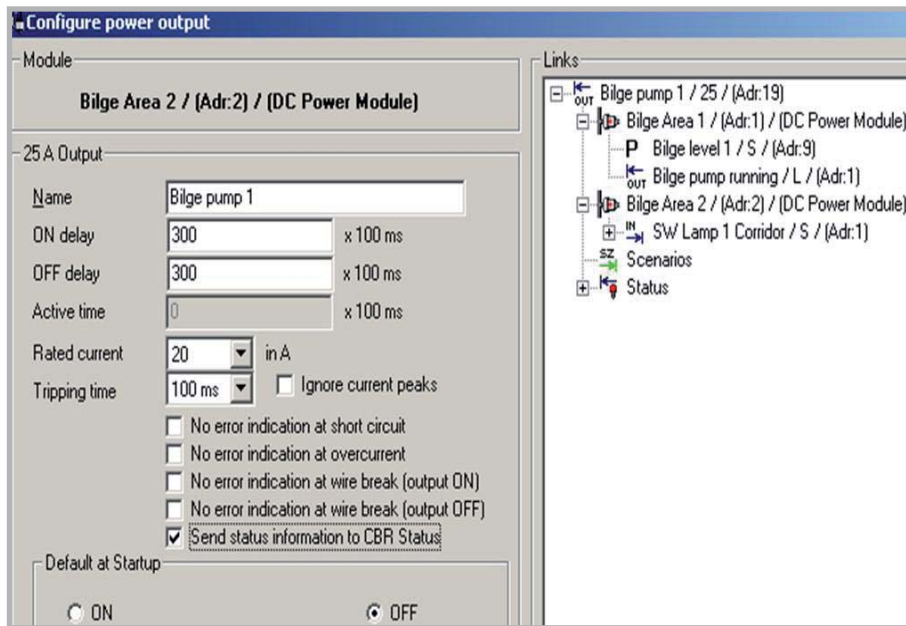 Configure power output
Module
Bilge Area 2 / (Adr:2) / (DC Power Module)
25 A Output
Name Bilge pump 1
ON delay 300 x 100 ms
OFF delay 300 x 100 ms
Active time 0 x 100 ms
Rated current 20 in A
Tripping time 100 ms Ignore current peaks
No error indication at short circuit
No error indication at overcurrent
No error indication at wire break (output ON)
No error indication at wire break (output OFF)
Send status information to CBR Status
Default at Startup
ON OFF
Links
OUT Bilge pump 1 / 25 / (Adr:19)
Bilge Area 1 / (Adr:1) / (DC Power Module)
P Bilge level 1 / S / (Adr:9)
OUT Bilge pump running / L / (Adr:1)
Bilge Area 2 / (Adr:2) / (DC Power Module)
IN SW Lamp 1 Corridor / S / (Adr:1)
SZ Scenarios
Status